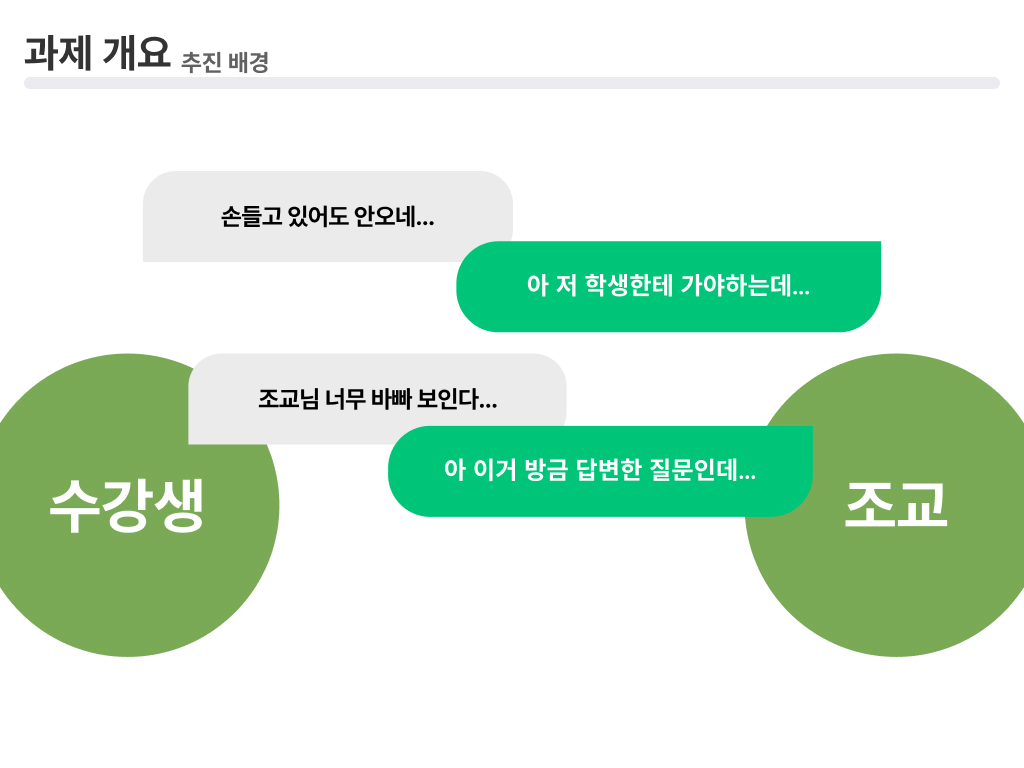 과제 개요 추진 배경
손들고 있어도 안오네...
아 저 학생한테 가야하는데...
조교님 너무 바빠 보인다...
아 이거 방금 답변한 질문인데...
수강생
조교